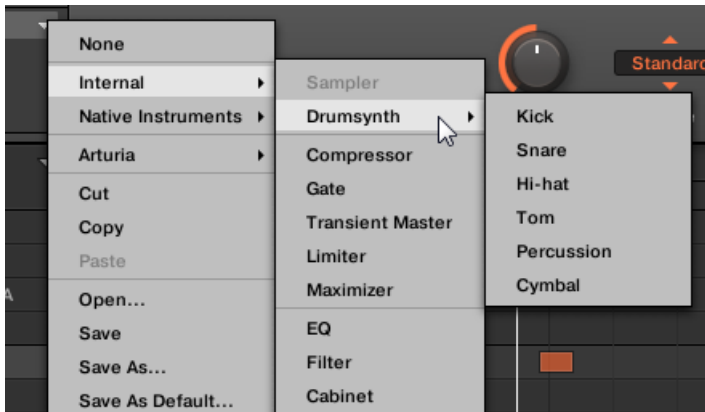 None
Internal
Native Instruments
Arturia
Cut
Copy
Paste
Open...
Save
Save As...
Save As Default...
Sampler
Drumsynth
Compressor
Gate
Transient Master
Limiter
Maximizer
EQ
Filter
Cabinet
Kick
Snare
Hi-hat
Tom
Percussion
Cymbal
Standard
A